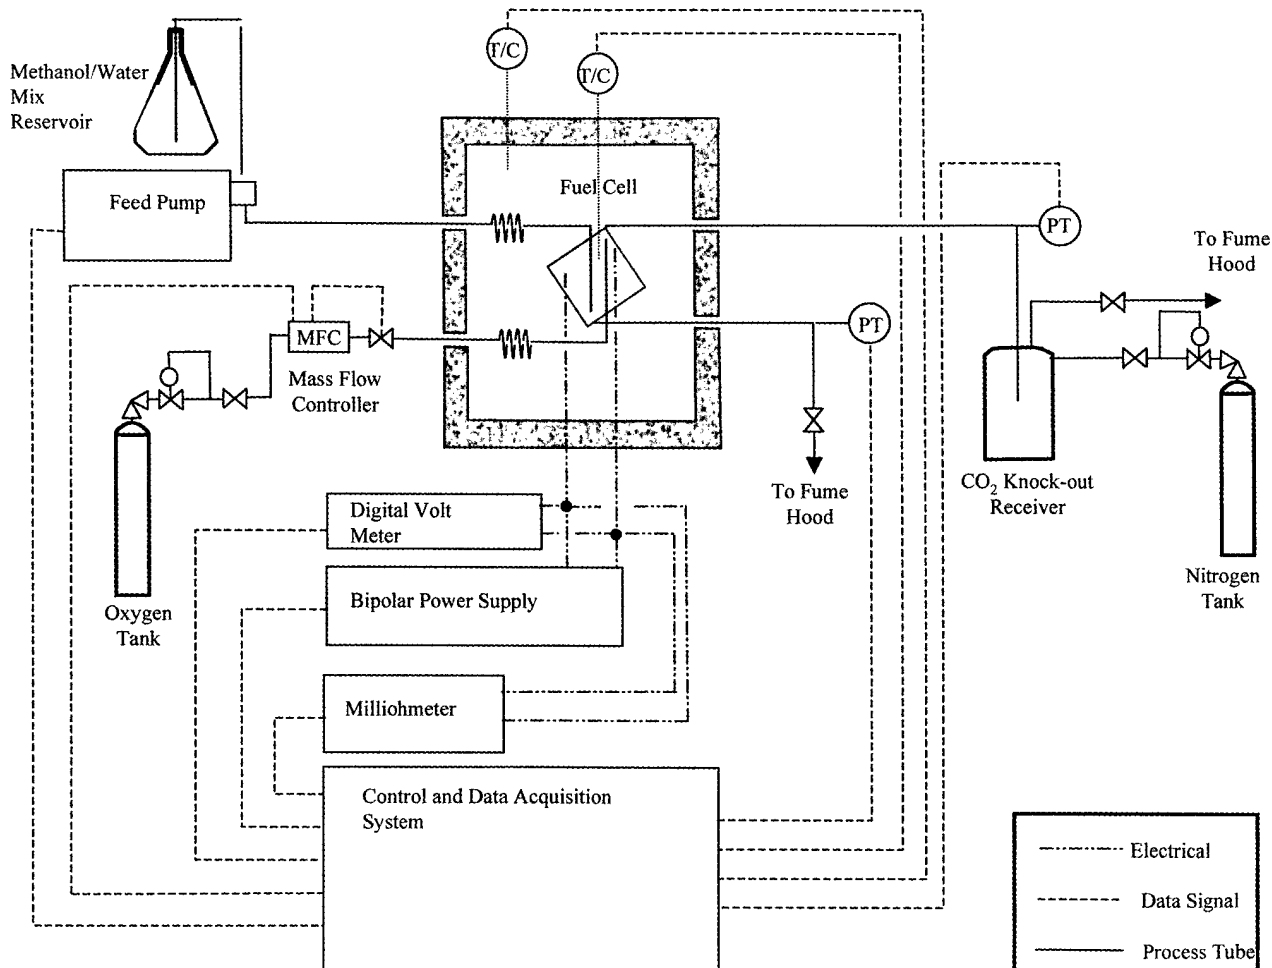 T/C
T/C
Methanol/Water
Mix
Reservoir
Feed Pump
Fuel Cell
PT
To Fume
Hood
PT
MFC
Mass Flow
Controller
To Fume
Hood
CO₂ Knock-out
Receiver
Digital Volt
Meter
Nitrogen
Tank
Bipolar Power Supply
Oxygen
Tank
Milliohmeter
Control and Data Acquisition
System
Electrical
Data Signal
Process Tube